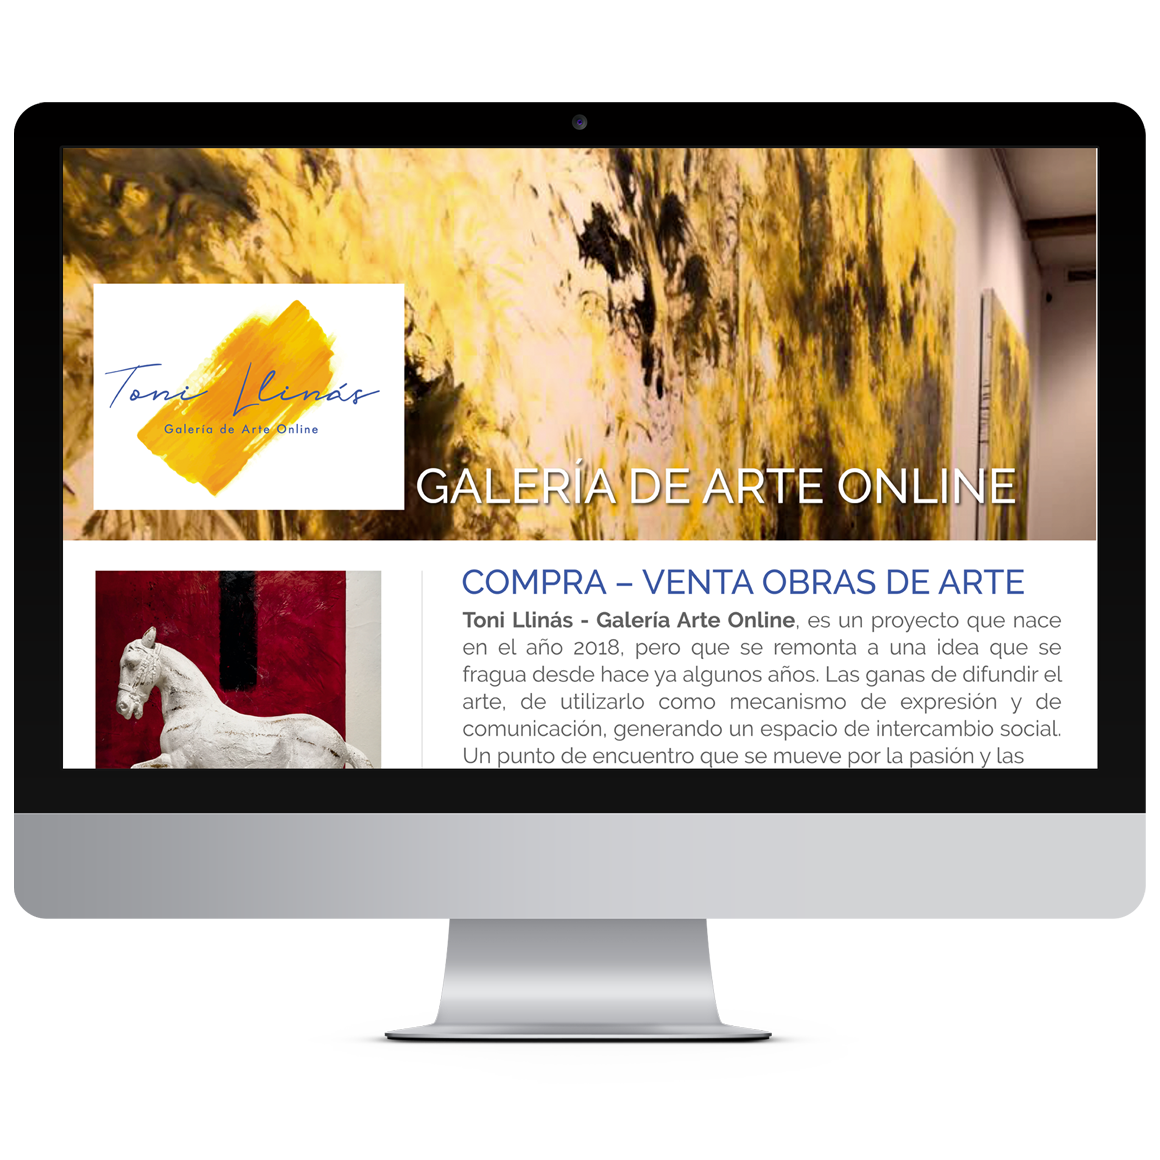 Toni Llinás
Galería de Arte Online
GALERÍA DE ARTE ONLINE
COMPRA – VENTA OBRAS DE ARTE
Toni Llinás - Galería Arte Online, es un proyecto que nace
en el año 2018, pero que se remonta a una idea que se
fragua desde hace ya algunos años. Las ganas de difundir el
arte, de utilizarlo como mecanismo de expresión y de
comunicación, generando un espacio de intercambio social.
Un punto de encuentro que se mueve por la pasión y las